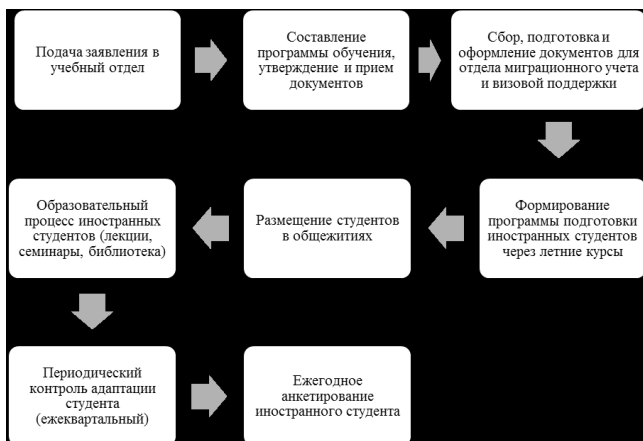 Подача заявления в
учебный отдел
Составление
программы обучения,
утверждение и прием
документов
Сбор, подготовка и
оформление документов для
отдела миграционного учета
и визовой поддержки
Формирование
программы подготовки
иностранных студентов
через летние курсы
Размещение студентов
в общежитиях
Образовательный
процесс иностранных
студентов (лекции,
семинары, библиотека)
Периодический
контроль адаптации
студента
(ежеквартальный)
Ежегодное
анкетирование
иностранного студента